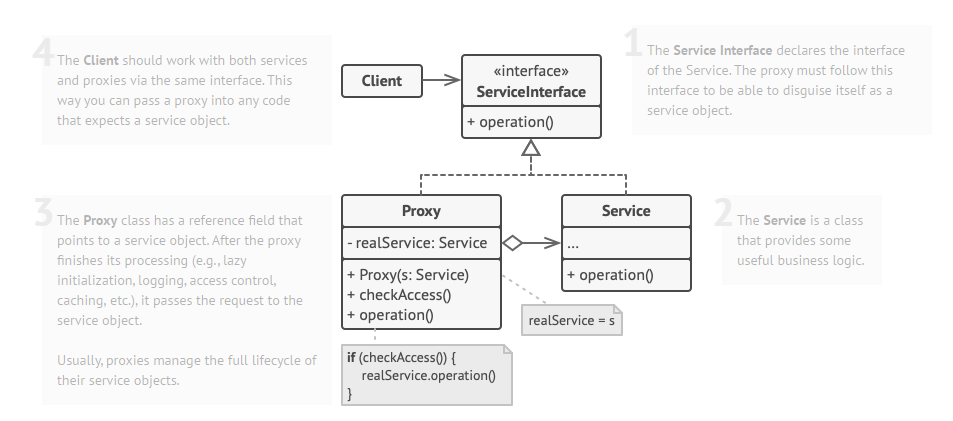 4
The Client should work with both services
and proxies via the same interface. This
way you can pass a proxy into any code
that expects a service object.
Client
«interface»
ServiceInterface
+ operation()
1
The Service Interface declares the interface
of the Service. The proxy must follow this
interface to be able to disguise itself as a
service object.
3
The Proxy class has a reference field that
points to a service object. After the proxy
finishes its processing (e.g., lazy
initialization, logging, access control,
caching, etc.), it passes the request to the
service object.
Usually, proxies manage the full lifecycle of
their service objects.
Proxy
- realService: Service
+ Proxy(s: Service)
+ checkAccess()
+ operation()
Service
...
+ operation()
2
The Service is a class
that provides some
useful business logic.
realService = s
if (checkAccess()) {
realService.operation()
}